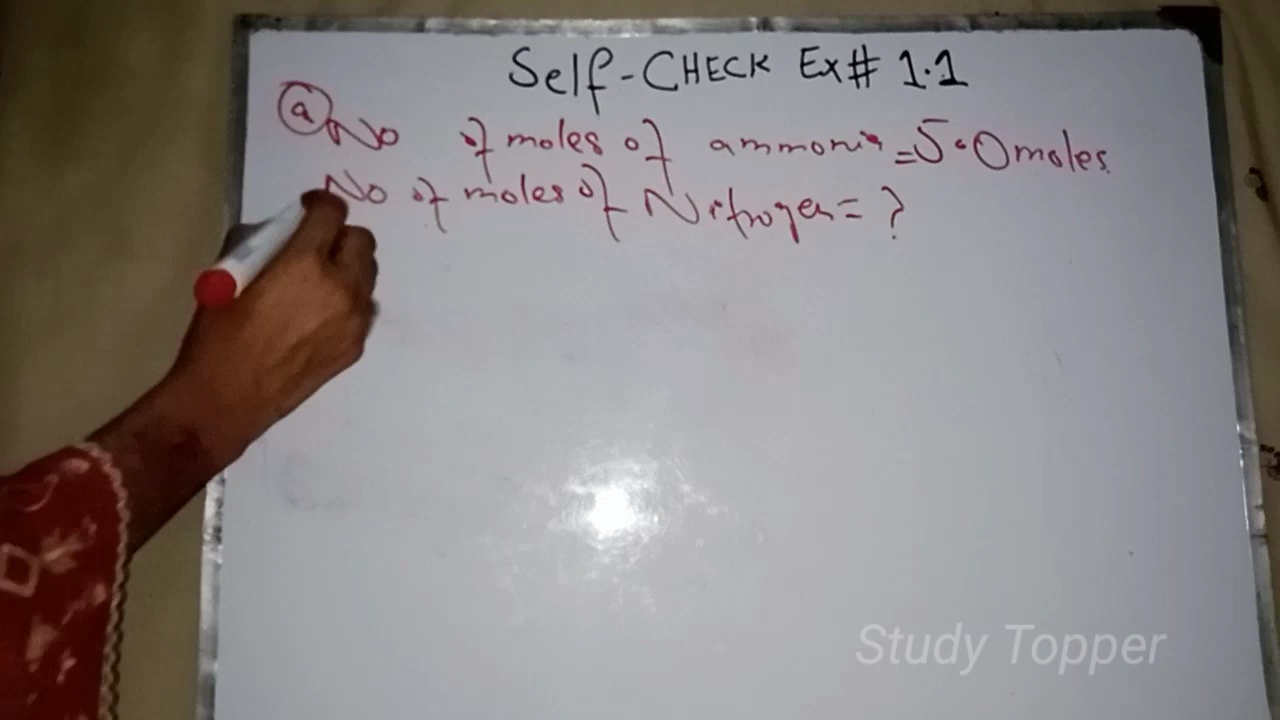 Self-CHECK Ex# 1.1
a No of moles of ammonia = 5.0 moles.
No of moles of Nitrogen = ?
Study Topper